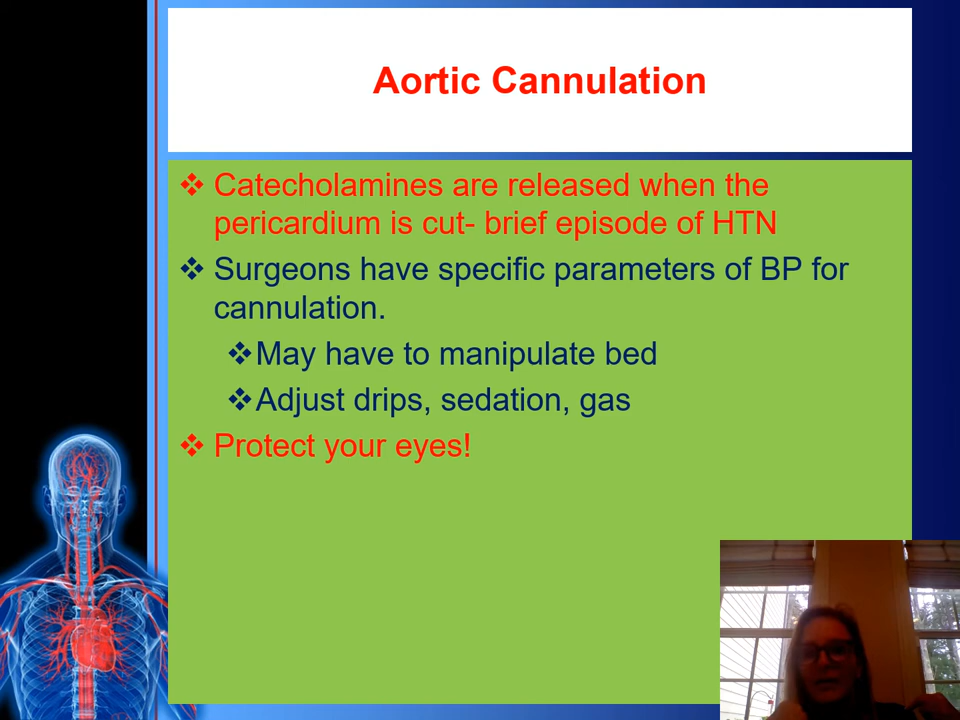 Aortic Cannulation
❖ Catecholamines are released when the
pericardium is cut- brief episode of HTN
❖ Surgeons have specific parameters of BP for
cannulation.
❖May have to manipulate bed
❖Adjust drips, sedation, gas
❖ Protect your eyes!